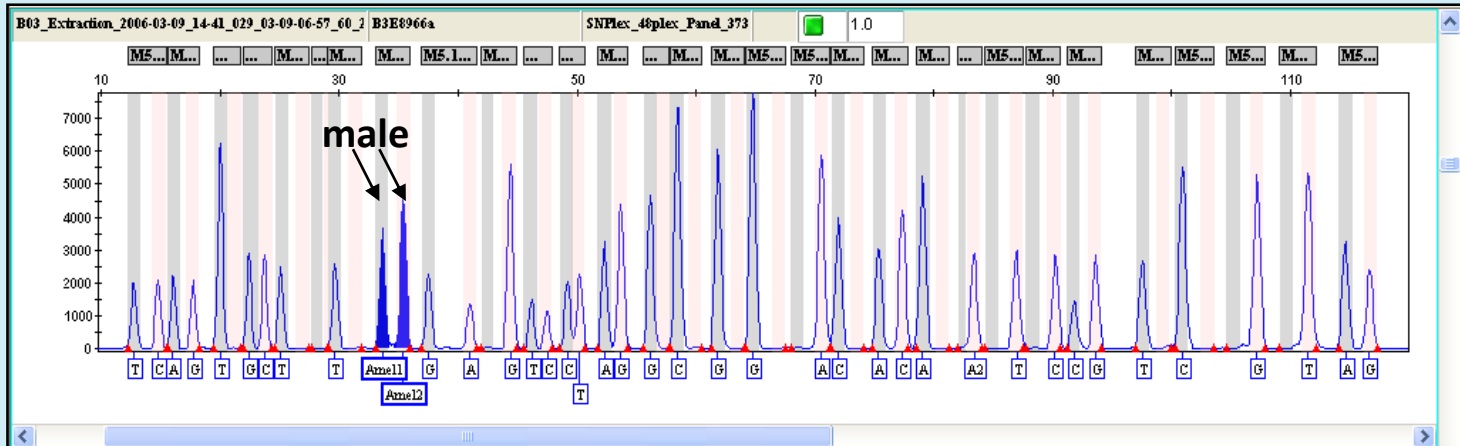 B03_Extraction_2006-03-09_14-41_029_03-09-06-57_60_2 B3E8966a SNPlex_48plex_Panel_373 1.0
M5... M... ... ... M... ... M... M... M5.1... M... ... ... M... ... M... M... M5... M5... M... M... M... ... M5... M... M... M... M5... M5... M... M5...
10 30 50 70 90 110
7000
male
6000
5000
4000
3000
2000
1000
0
T C A G T G C T T Amel1 G A G T C C A G G C G G A C A C A A2 T C C G T C G T A G
Amel2 T